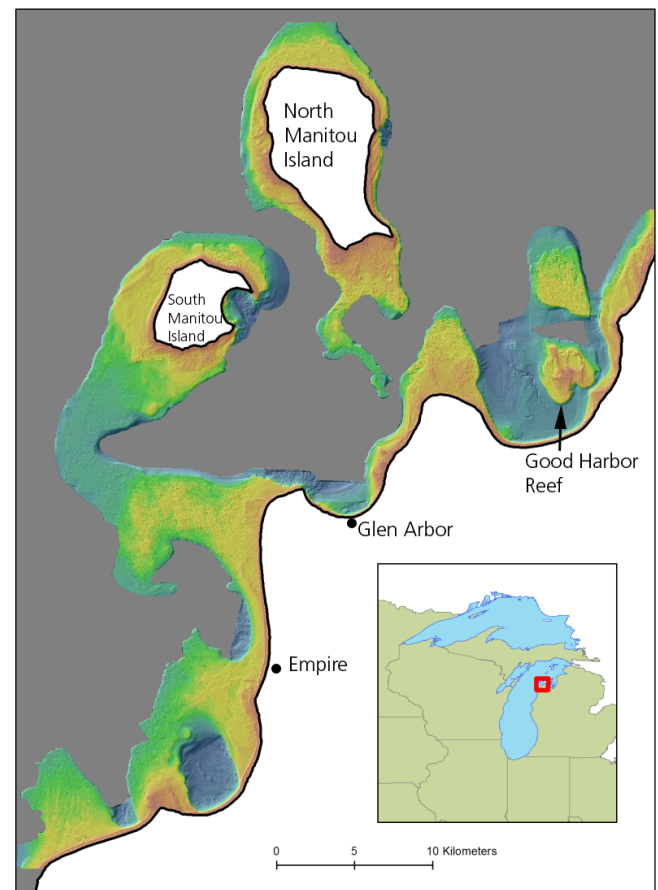 North
Manitou
Island
South
Manitou
Island
Good Harbor
Reef
Glen Arbor
Empire
0 5 10 Kilometers